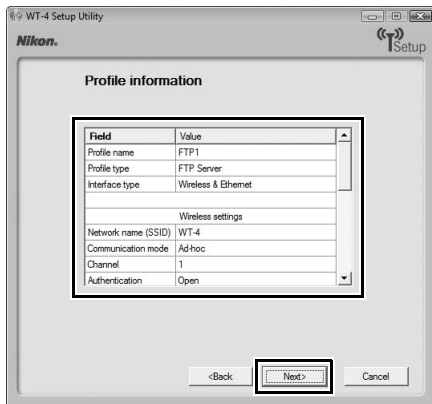 WT-4 Setup Utility
Nikon.
Setup
Profile information
Field Value
Profile name FTP1
Profile type FTP Server
Interface type Wireless & Ethernet
Wireless settings
Network name (SSID) WT-4
Communication mode Ad-hoc
Channel 1
Authentication Open
<Back Next> Cancel